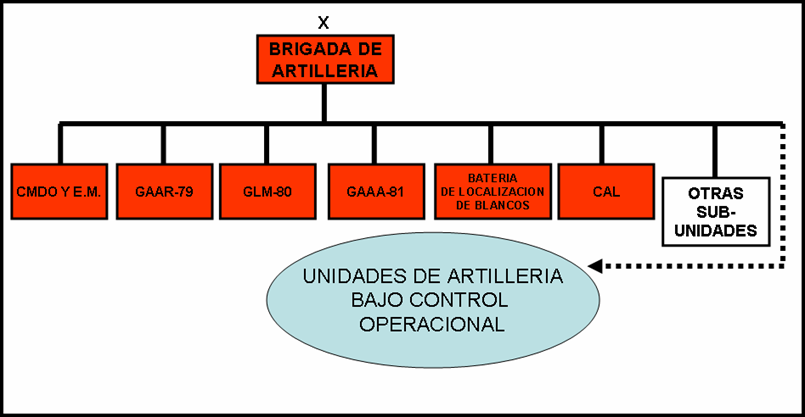 X
BRIGADA DE
ARTILLERIA
CMDO Y E.M.
GAAR-79
GLM-80
GAAA-81
BATERIA
DE LOCALIZACION
DE BLANCOS
CAL
OTRAS
SUB-
UNIDADES
UNIDADES DE ARTILLERIA
BAJO CONTROL
OPERACIONAL